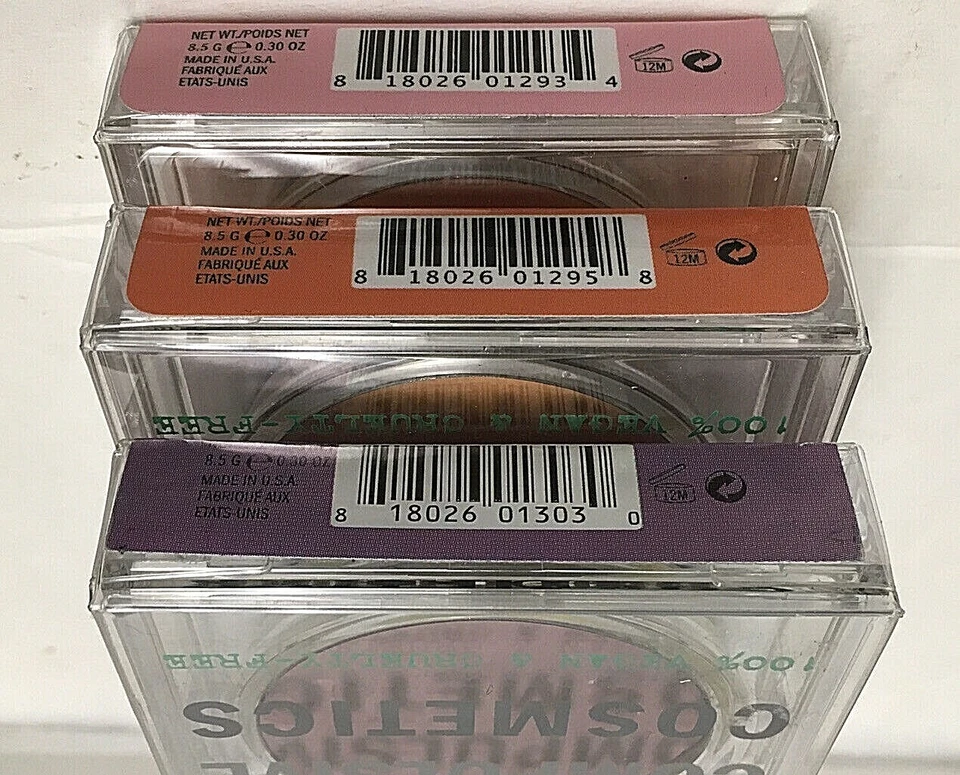 NET WT./POIDS NET
8.5 G e 0.30 OZ
MADE IN U.S.A.
FABRIQUÉ AUX
ETATS-UNIS
8 18026 01293 4
12M
NET WT./POIDS NET
8.5 G e 0.30 OZ
MADE IN U.S.A.
FABRIQUÉ AUX
ETATS-UNIS
8 18026 01295 8
12M
100% VEGAN & CRUELTY-FREE
8.5 G e 0.30 OZ
MADE IN U.S.A.
FABRIQUÉ AUX
ETATS-UNIS
8 18026 01303 0
12M
100% VEGAN & CRUELTY-FREE
COSMETICS